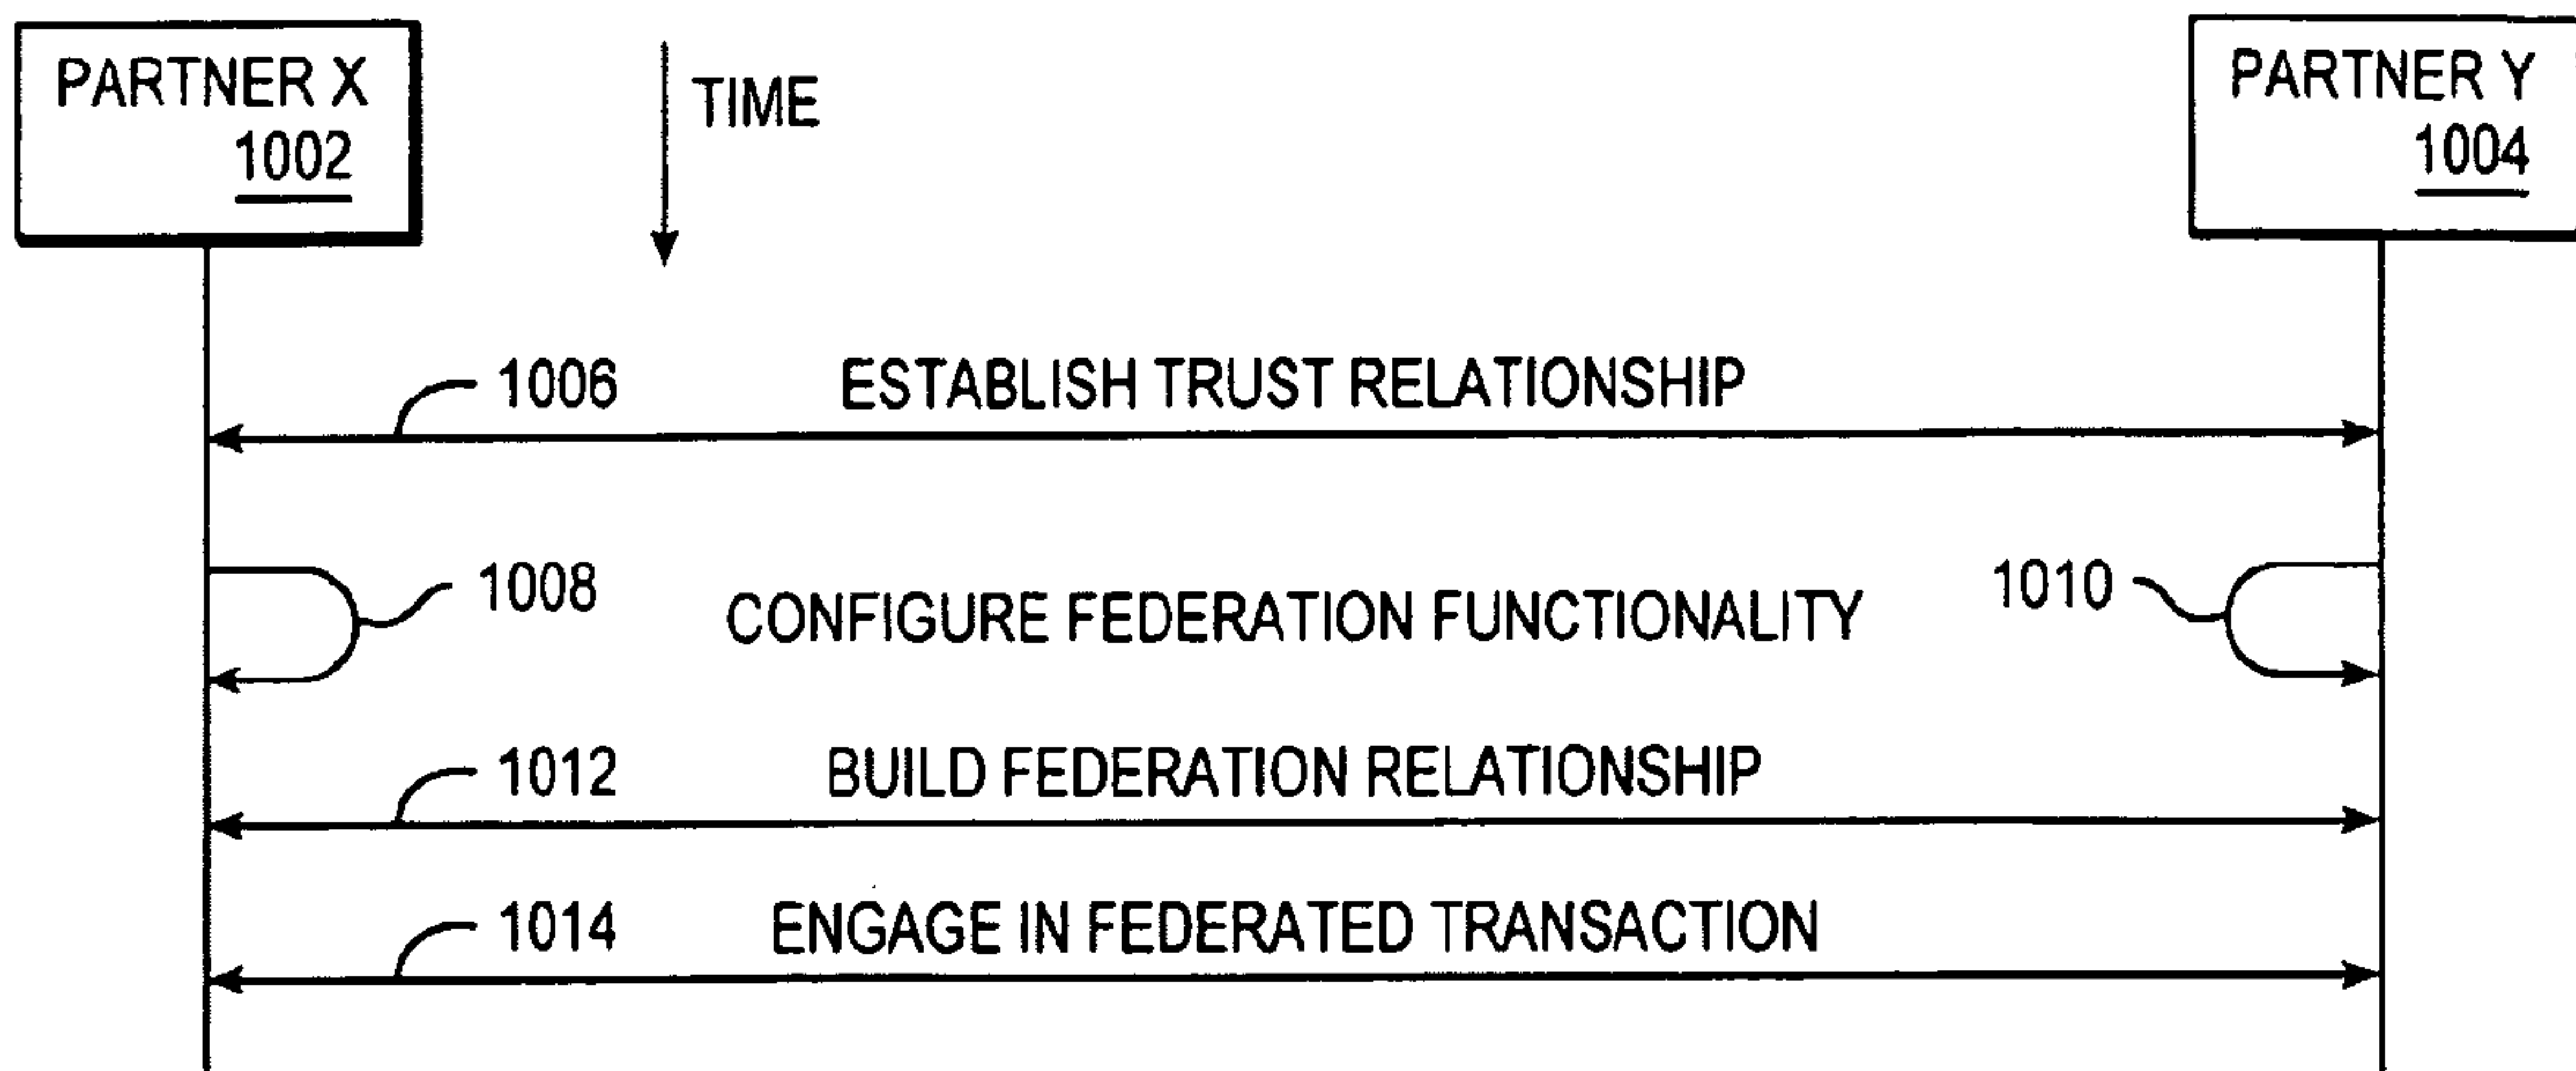 PARTNER X
1002
TIME
PARTNER Y
1004
1006
ESTABLISH TRUST RELATIONSHIP
1008
CONFIGURE FEDERATION FUNCTIONALITY
1010
1012
BUILD FEDERATION RELATIONSHIP
1014
ENGAGE IN FEDERATED TRANSACTION